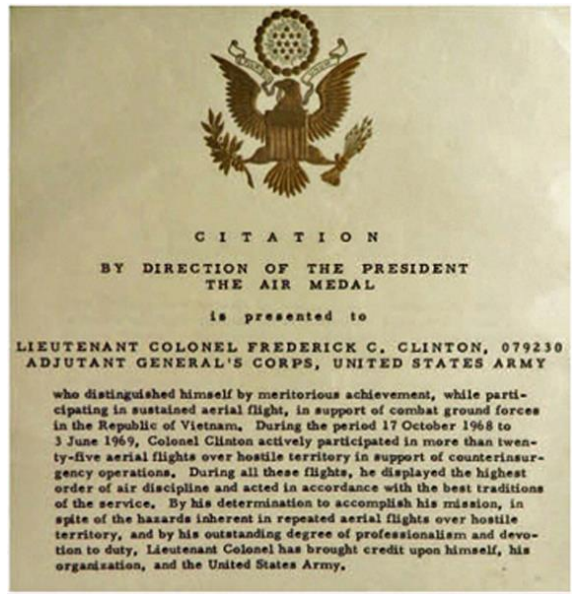 CITATION
BY DIRECTION OF THE PRESIDENT
THE AIR MEDAL
is presented to
LIEUTENANT COLONEL FREDERICK C. CLINTON, 079230
ADJUTANT GENERAL'S CORPS, UNITED STATES ARMY
who distinguished himself by meritorious achievement, while parti-
cipating in sustained aerial flight, in support of combat ground forces
in the Republic of Vietnam. During the period 17 October 1968 to
3 June 1969, Colonel Clinton actively participated in more than twen-
ty-five aerial flights over hostile territory in support of counterinsur-
gency operations. During all these flights, he displayed the highest
order of air discipline and acted in accordance with the best traditions
of the service. By his determination to accomplish his mission, in
spite of the hazards inherent in repeated aerial flights over hostile
territory, and by his outstanding degree of professionalism and devo-
tion to duty, Lieutenant Colonel has brought credit upon himself, his
organization, and the United States Army.